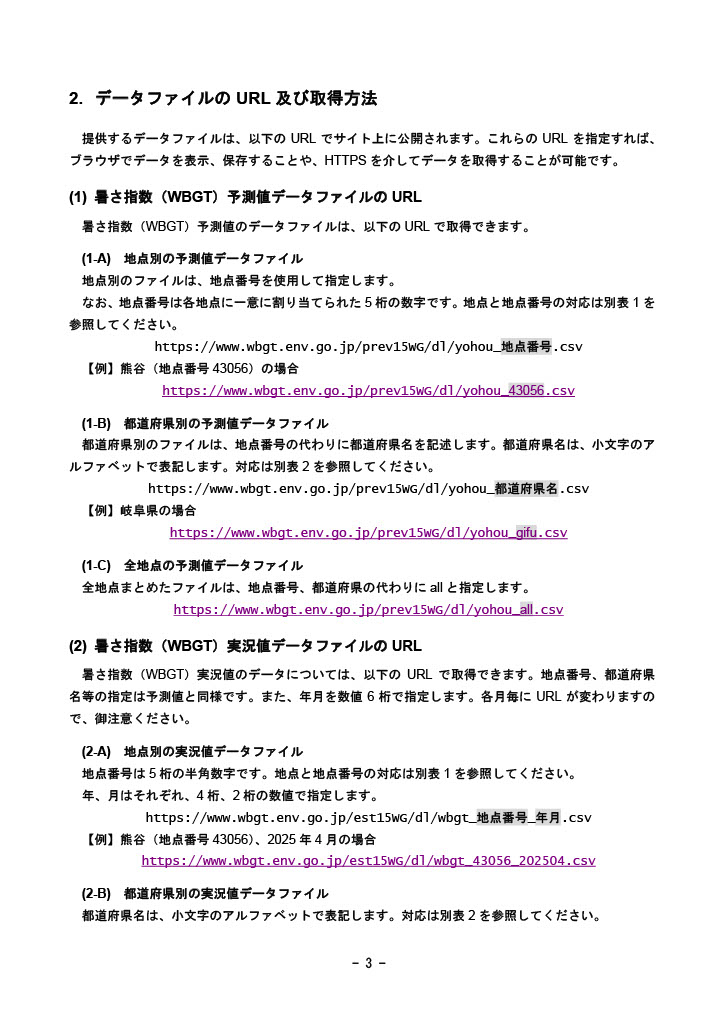 2. データファイルの URL 及び取得方法
提供するデータファイルは、以下の URL でサイト上に公開されます。これらの URL を指定すれば、
ブラウザでデータを表示、保存することや、HTTPS を介してデータを取得することが可能です。
(1) 暑さ指数（WBGT）予測値データファイルの URL
暑さ指数（WBGT）予測値のデータファイルは、以下の URL で取得できます。
(1-A) 地点別の予測値データファイル
地点別のファイルは、地点番号を使用して指定します。
なお、地点番号は各地点に一意に割り当てられた 5 桁の数字です。地点と地点番号の対応は別表 1 を
参照してください。
https://www.wbgt.env.go.jp/prev15WG/dl/yohou_地点番号.csv
【例】熊谷（地点番号 43056）の場合
https://www.wbgt.env.go.jp/prev15WG/dl/yohou_43056.csv
(1-B) 都道府県別の予測値データファイル
都道府県別のファイルは、地点番号の代わりに都道府県名を記述します。都道府県名は、小文字のア
ルファベットで表記します。対応は別表 2 を参照してください。
https://www.wbgt.env.go.jp/prev15WG/dl/yohou_都道府県名.csv
【例】岐阜県の場合
https://www.wbgt.env.go.jp/prev15WG/dl/yohou_gifu.csv
(1-C) 全地点の予測値データファイル
全地点まとめたファイルは、地点番号、都道府県の代わりに all と指定します。
https://www.wbgt.env.go.jp/prev15WG/dl/yohou_all.csv
(2) 暑さ指数（WBGT）実況値データファイルの URL
暑さ指数（WBGT）実況値のデータについては、以下の URL で取得できます。地点番号、都道府県
名等の指定は予測値と同様です。また、年月を数値 6 桁で指定します。各月毎に URL が変わりますの
で、御注意ください。
(2-A) 地点別の実況値データファイル
地点番号は 5 桁の半角数字です。地点と地点番号の対応は別表 1 を参照してください。
年、月はそれぞれ、4 桁、2 桁の数値で指定します。
https://www.wbgt.env.go.jp/est15WG/dl/wbgt_地点番号_年月.csv
【例】熊谷（地点番号 43056）、2025 年 4 月の場合
https://www.wbgt.env.go.jp/est15WG/dl/wbgt_43056_202504.csv
(2-B) 都道府県別の実況値データファイル
都道府県名は、小文字のアルファベットで表記します。対応は別表 2 を参照してください。
- 3 -